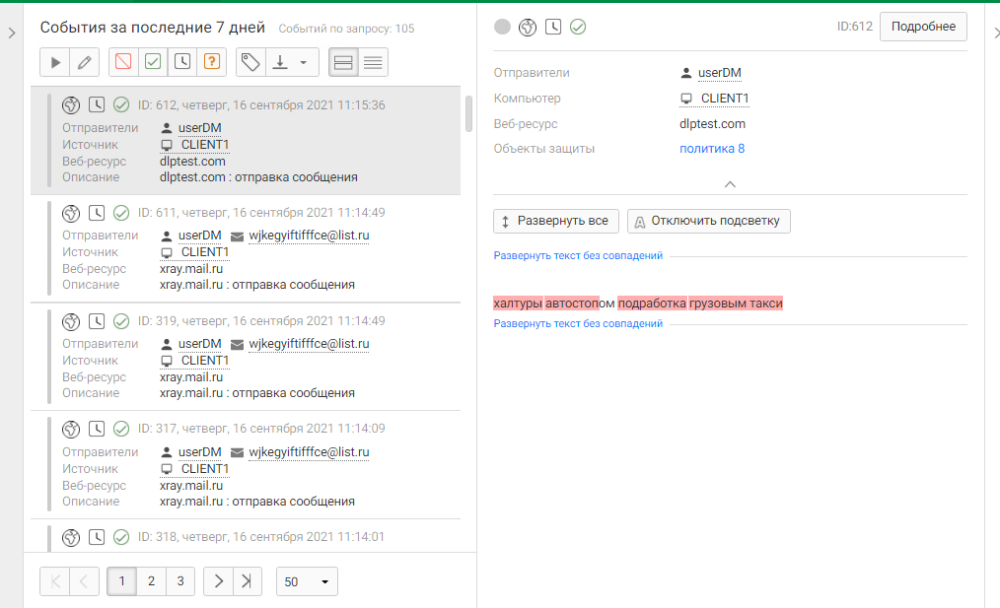 События за последние 7 дней
Событий по запросу: 105
ID: 612, четверг, 16 сентября 2021 11:15:36
Отправители userDM
Источник CLIENT1
Веб-ресурс dlptest.com
Описание dlptest.com : отправка сообщения
ID: 611, четверг, 16 сентября 2021 11:14:49
Отправители userDM wjkegyiftifffce@list.ru
Источник CLIENT1
Веб-ресурс xray.mail.ru
Описание xray.mail.ru : отправка сообщения
ID: 319, четверг, 16 сентября 2021 11:14:49
Отправители userDM wjkegyiftifffce@list.ru
Источник CLIENT1
Веб-ресурс xray.mail.ru
Описание xray.mail.ru : отправка сообщения
ID: 317, четверг, 16 сентября 2021 11:14:09
Отправители userDM wjkegyiftifffce@list.ru
Источник CLIENT1
Веб-ресурс xray.mail.ru
Описание xray.mail.ru : отправка сообщения
ID: 318, четверг, 16 сентября 2021 11:14:01
1 2 3 50
ID:612 Подробнее
Отправители userDM
Компьютер CLIENT1
Веб-ресурс dlptest.com
Объекты защиты политика 8
Развернуть все Отключить подсветку
Развернуть текст без совпадений
халтуры автостопом подработка грузовым такси
Развернуть текст без совпадений